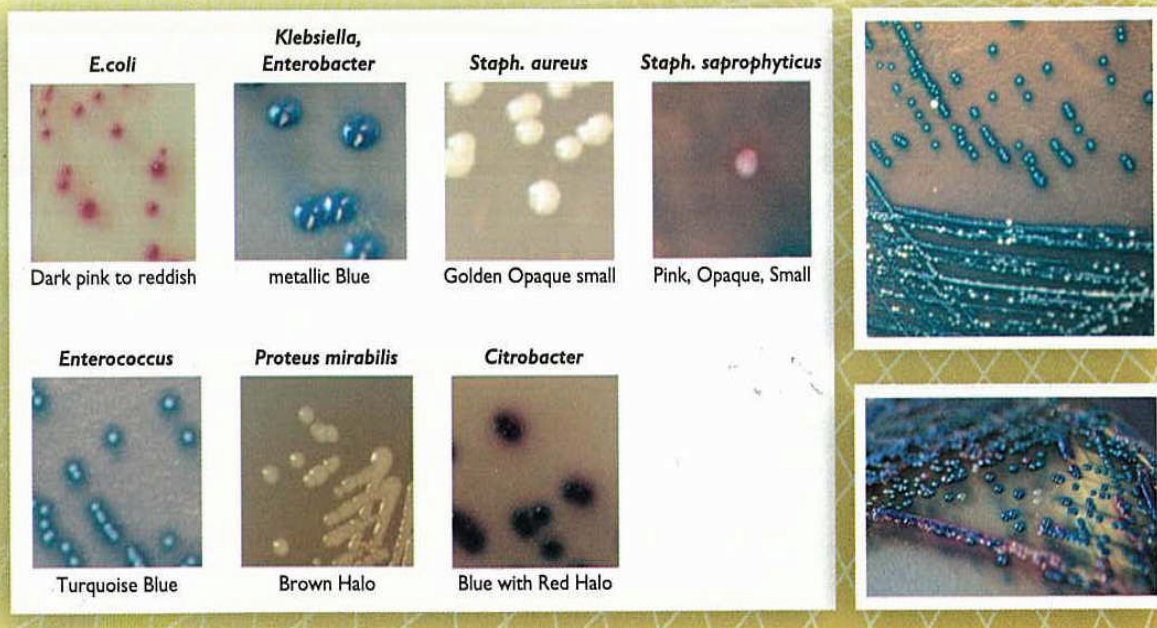 E.coli
Klebsiella,
Enterobacter
Staph. aureus
Staph. saprophyticus
Dark pink to reddish
metallic Blue
Golden Opaque small
Pink, Opaque, Small
Enterococcus
Proteus mirabilis
Citrobacter
Turquoise Blue
Brown Halo
Blue with Red Halo